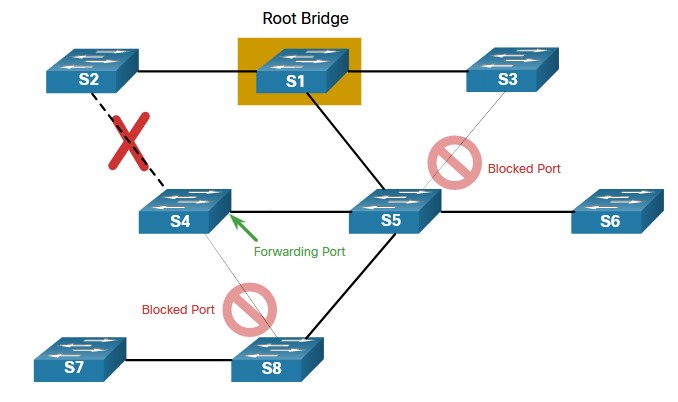 Root Bridge
S2
S1
S3
Blocked Port
S4
S5
S6
Forwarding Port
Blocked Port
S7
S8